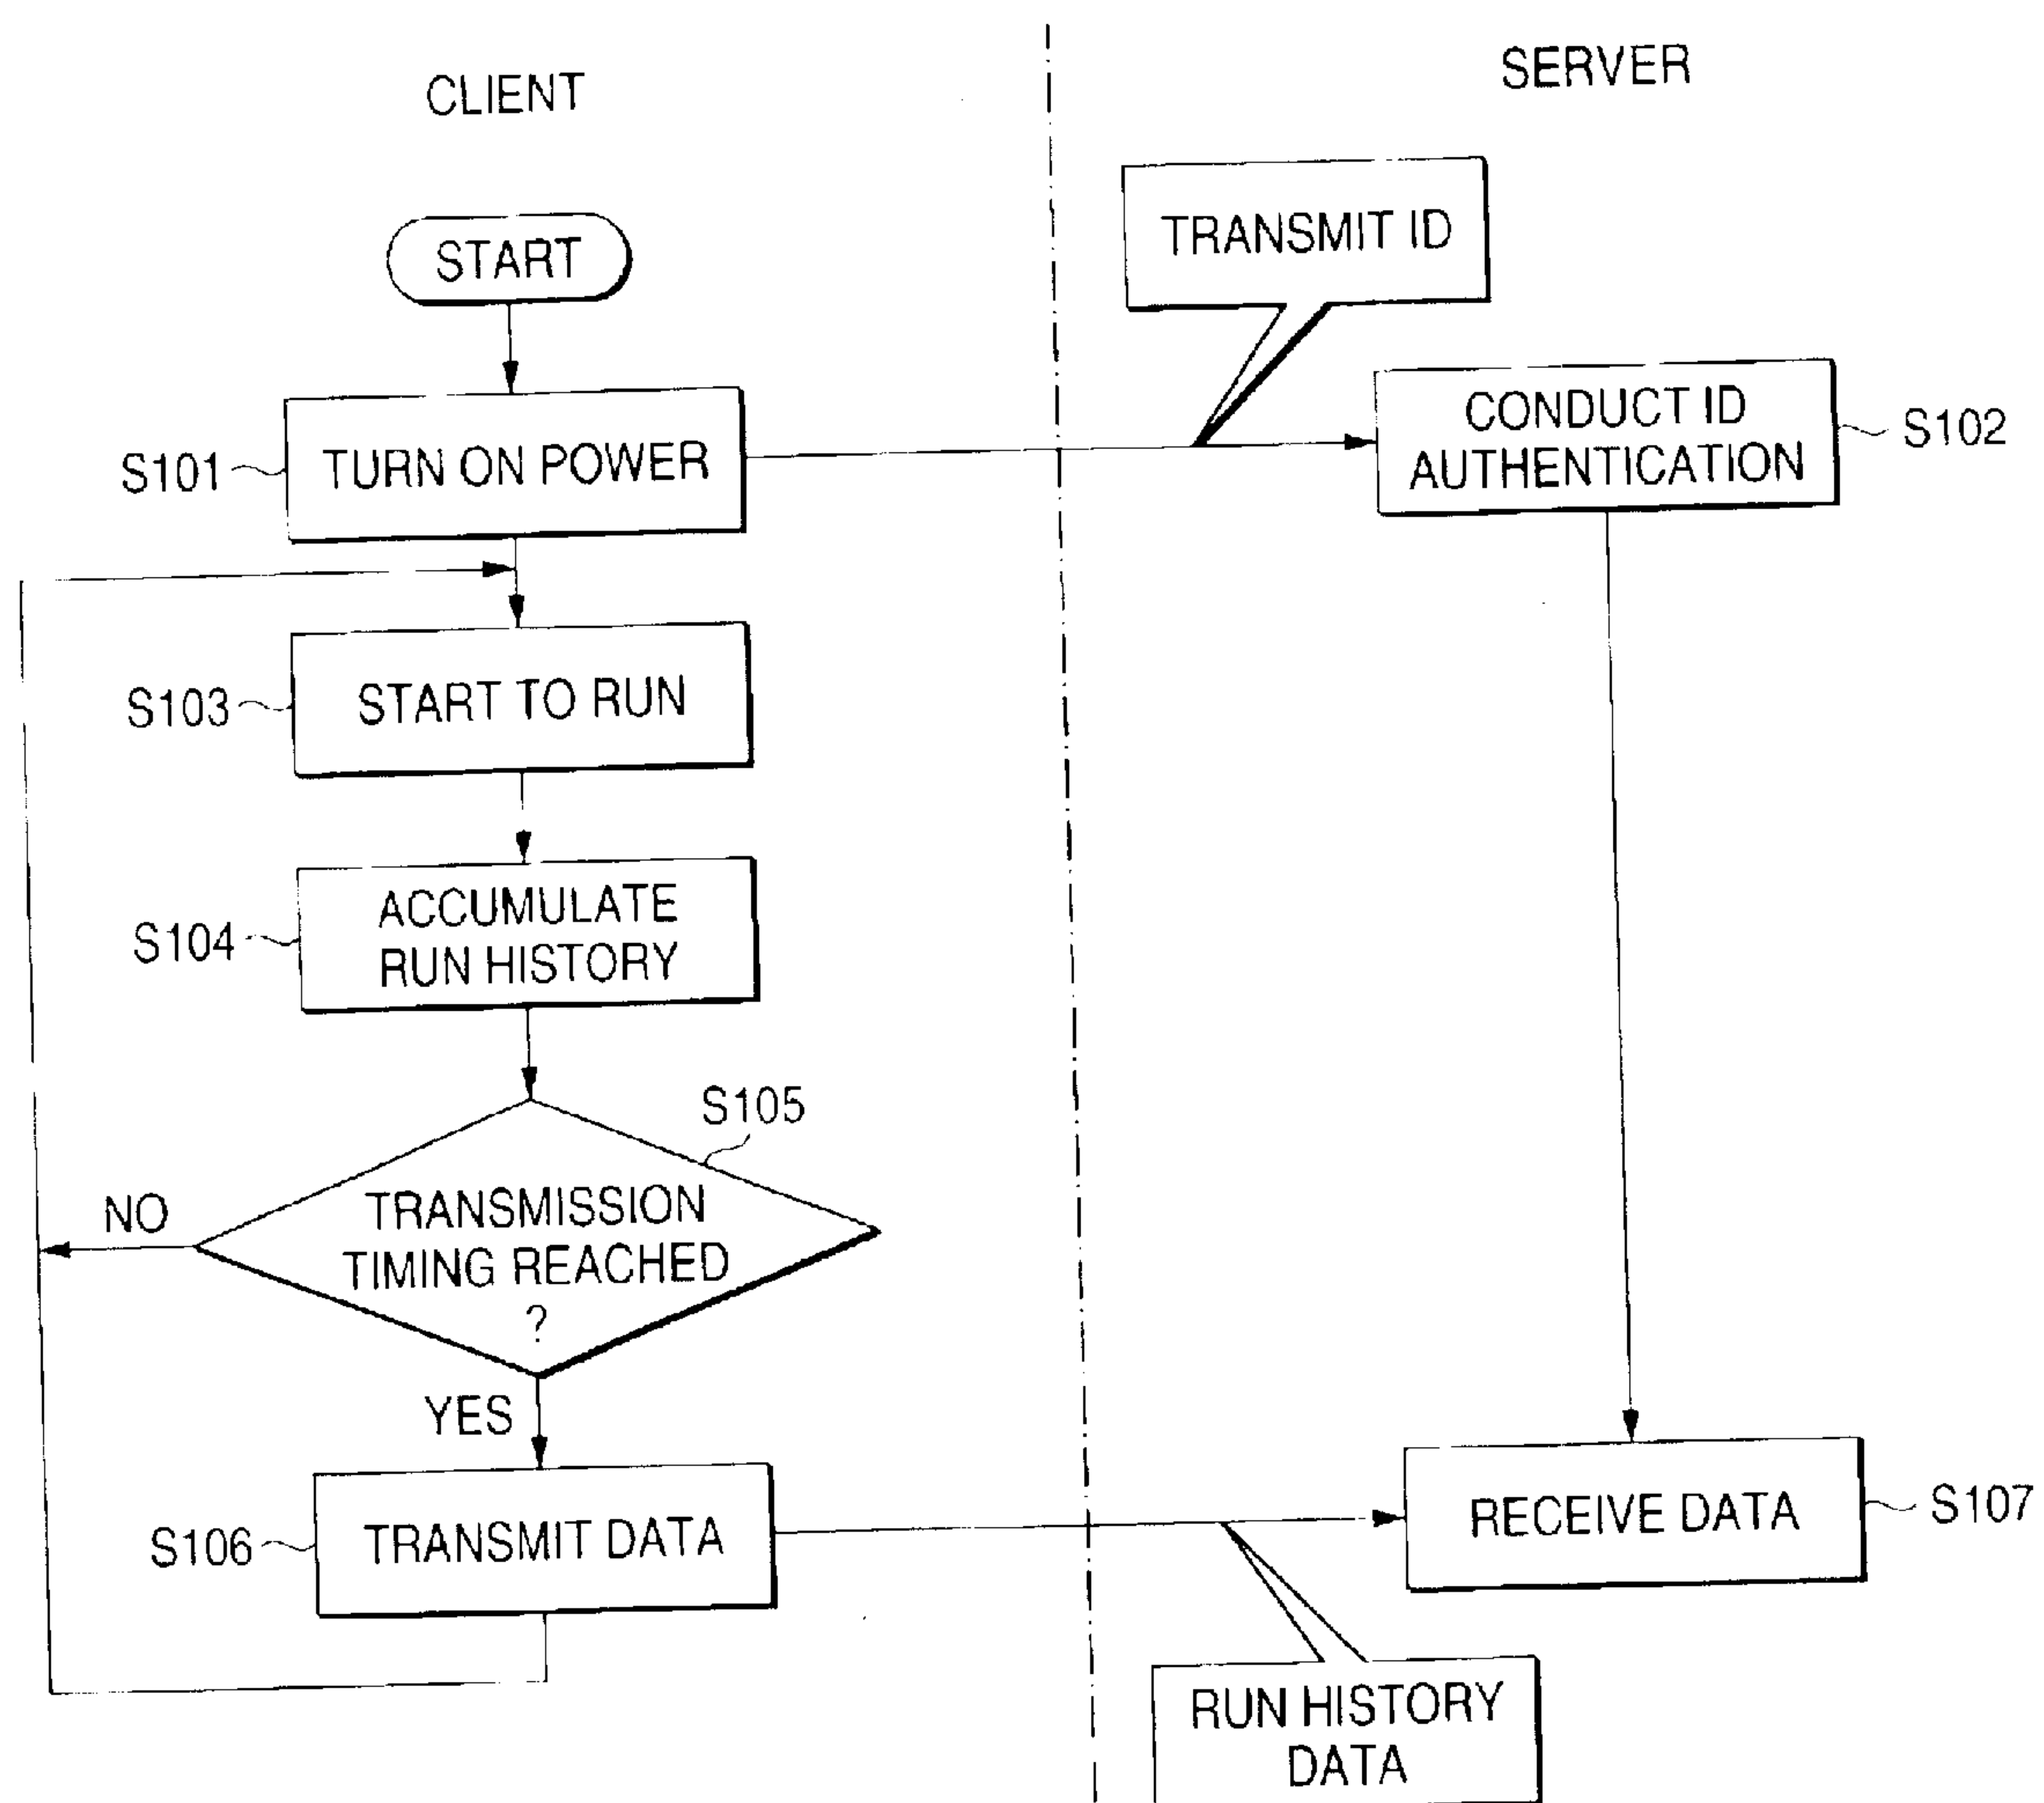 CLIENT
SERVER
START
TRANSMIT ID
S101
TURN ON POWER
CONDUCT ID
AUTHENTICATION
S102
S103
START TO RUN
S104
ACCUMULATE
RUN HISTORY
S105
NO
TRANSMISSION
TIMING REACHED
?
YES
S106
TRANSMIT DATA
RECEIVE DATA
S107
RUN HISTORY
DATA